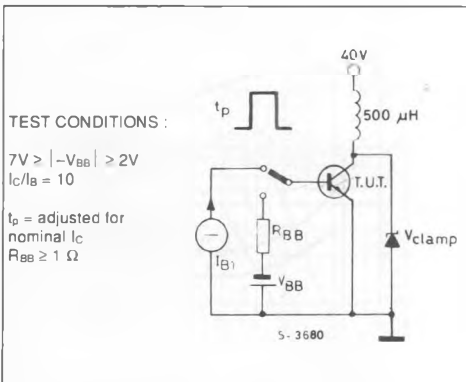 TEST CONDITIONS :
7V ≥ |−VBB| ≥ 2V
IC/IB = 10
tp = adjusted for
nominal IC
RBB ≥ 1 Ω
tp
40V
500 μH
T.U.T.
RBB
IB1
VBB
Vclamp
S-3680